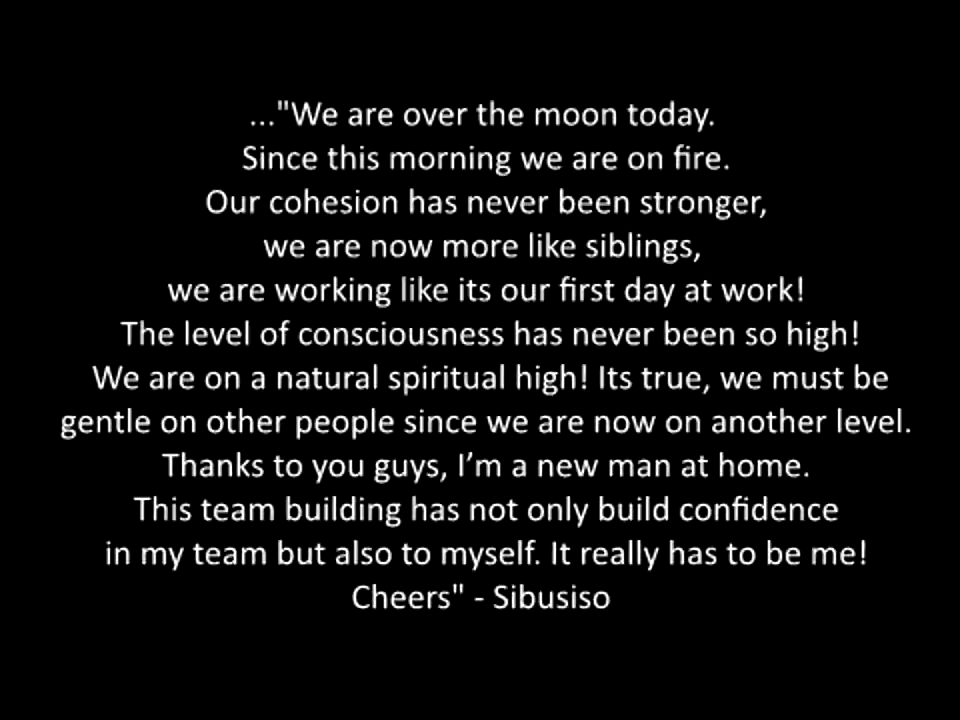 ..."We are over the moon today.
Since this morning we are on fire.
Our cohesion has never been stronger,
we are now more like siblings,
we are working like its our first day at work!
The level of consciousness has never been so high!
We are on a natural spiritual high! Its true, we must be
gentle on other people since we are now on another level.
Thanks to you guys, I’m a new man at home.
This team building has not only build confidence
in my team but also to myself. It really has to be me!
Cheers" - Sibusiso